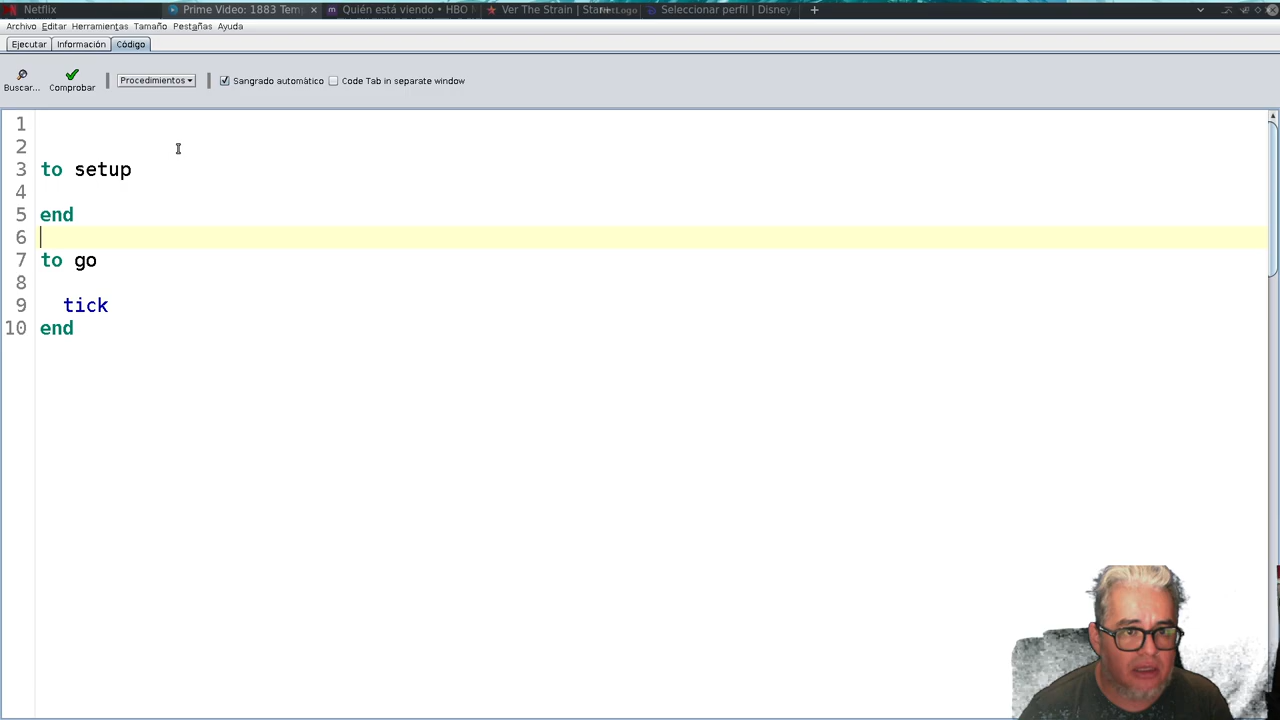 Netflix
Prime Video: 1883 Tem
Quién está viendo • HBO
Ver The Strain | Star
NetLogo
Seleccionar perfil | Disney
Archivo Editar Herramientas Tamaño Pestañas Ayuda
Ejecutar Información Código
Buscar... Comprobar Procedimientos Sangrado automático Code Tab in separate window
1
2
3 to setup
4
5 end
6
7 to go
8
9 tick
10 end